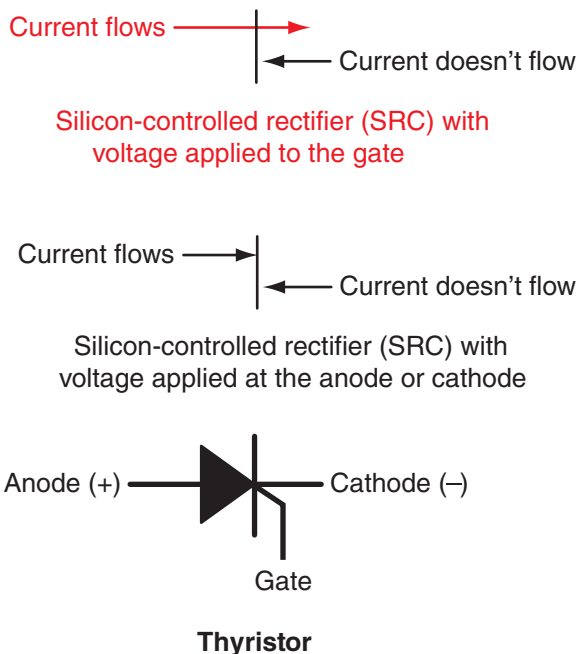 Current flows
Current doesn’t flow
Silicon-controlled rectifier (SRC) with
voltage applied to the gate
Current flows
Current doesn’t flow
Silicon-controlled rectifier (SRC) with
voltage applied at the anode or cathode
Anode (+)
Cathode (–)
Gate
Thyristor